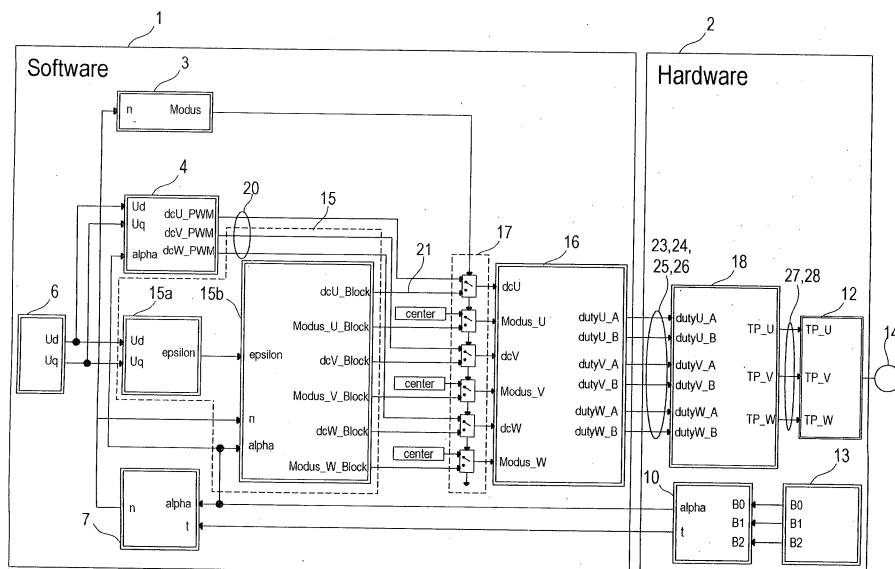 1
2
Software
Hardware
3
n Modus
4
Ud
Uq
alpha
dcU_PWM
dcV_PWM
dcW_PWM
20
15
17
16
21
6
Ud
Uq
15a
Ud
Uq
epsilon
15b
epsilon
n
alpha
dcU_Block
Modus_U_Block
dcV_Block
Modus_V_Block
dcW_Block
Modus_W_Block
center
center
center
dcU
Modus_U
dcV
Modus_V
dcW
Modus_W
dutyU_A
dutyU_B
dutyV_A
dutyV_B
dutyW_A
dutyW_B
23,24,
25,26
18
dutyU_A
dutyU_B
dutyV_A
dutyV_B
dutyW_A
dutyW_B
TP_U
TP_V
TP_W
27,28
12
TP_U
TP_V
TP_W
14
7
n
alpha
t
10
alpha
t
B0
B1
B2
13
B0
B1
B2